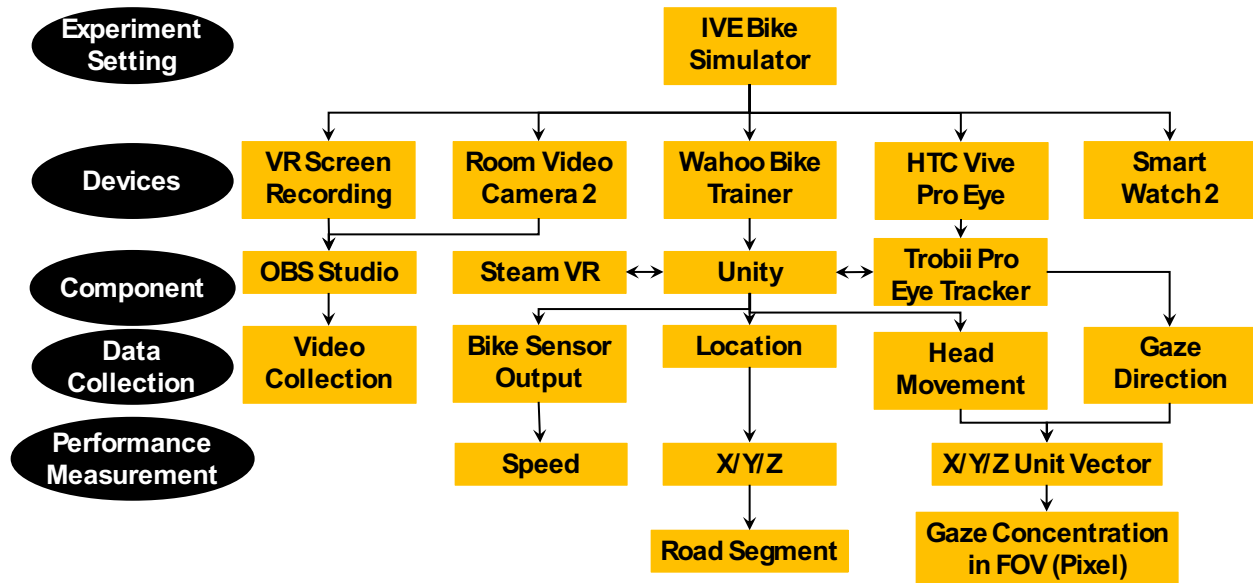 Experiment
Setting
IVE Bike
Simulator
Devices
VR Screen
Recording
Room Video
Camera 2
Wahoo Bike
Trainer
HTC Vive
Pro Eye
Smart
Watch 2
Component
OBS Studio
Steam VR
Unity
Trobii Pro
Eye Tracker
Data
Collection
Video
Collection
Bike Sensor
Output
Location
Head
Movement
Gaze
Direction
Performance
Measurement
Speed
X/Y/Z
X/Y/Z Unit Vector
Road Segment
Gaze Concentration
in FOV (Pixel)